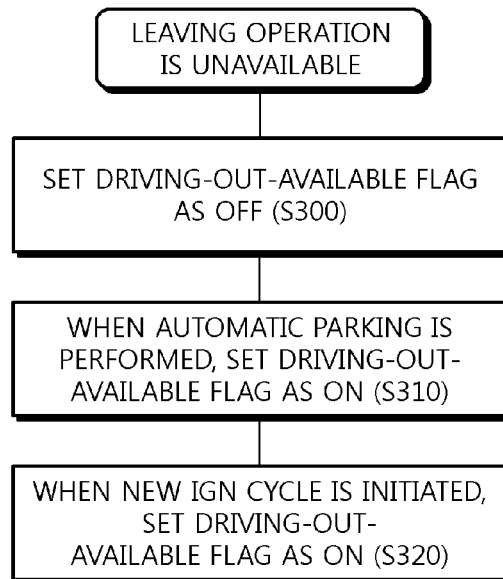 LEAVING OPERATION
IS UNAVAILABLE
SET DRIVING-OUT-AVAILABLE FLAG
AS OFF (S300)
WHEN AUTOMATIC PARKING IS
PERFORMED, SET DRIVING-OUT-
AVAILABLE FLAG AS ON (S310)
WHEN NEW IGN CYCLE IS INITIATED,
SET DRIVING-OUT-
AVAILABLE FLAG AS ON (S320)